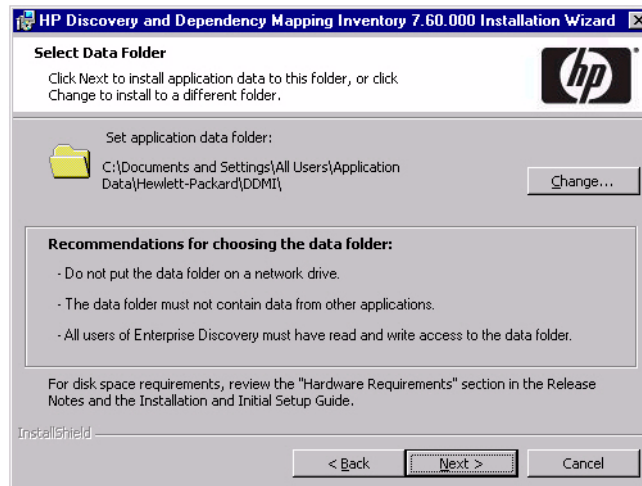 HP Discovery and Dependency Mapping Inventory 7.60.000 Installation Wizard
Select Data Folder
Click Next to install application data to this folder, or click
Change to install to a different folder.
hp
Set application data folder:
C:\Documents and Settings\All Users\Application
Data\Hewlett-Packard\DDMI\
Change...
Recommendations for choosing the data folder:
- Do not put the data folder on a network drive.
- The data folder must not contain data from other applications.
- All users of Enterprise Discovery must have read and write access to the data folder.
For disk space requirements, review the "Hardware Requirements" section in the Release
Notes and the Installation and Initial Setup Guide.
InstallShield
< Back
Next >
Cancel